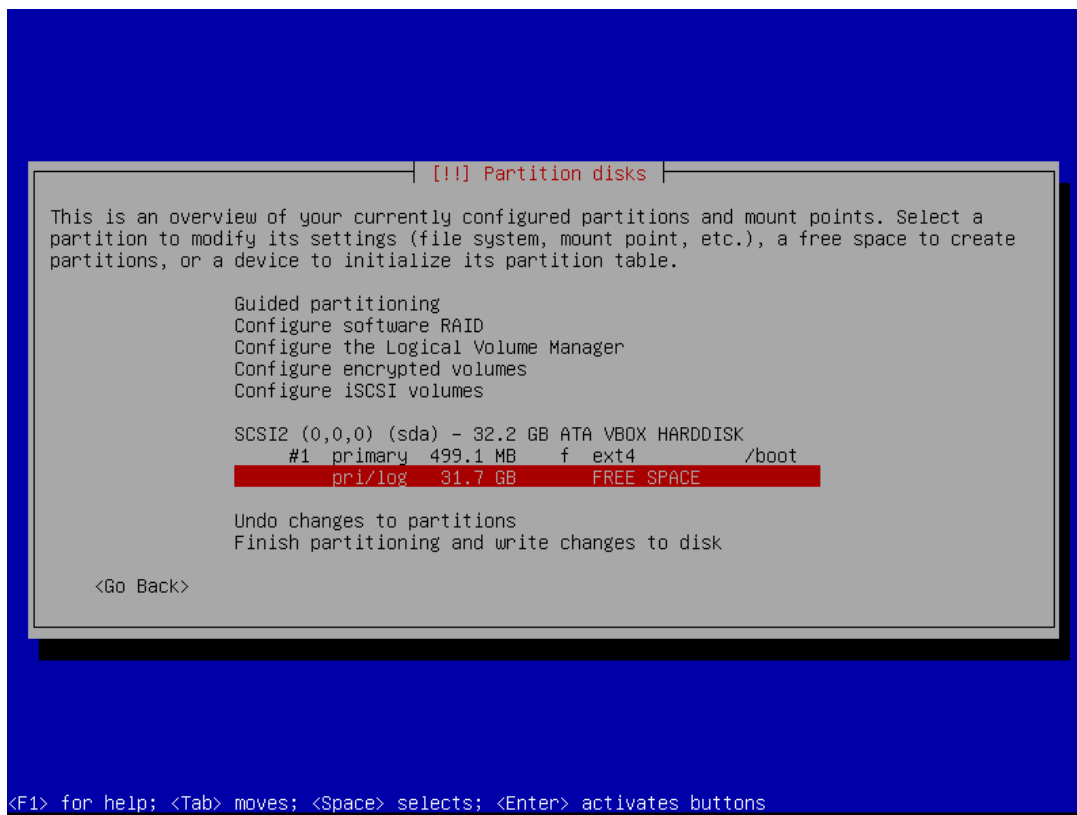 [!!] Partition disks
This is an overview of your currently configured partitions and mount points. Select a
partition to modify its settings (file system, mount point, etc.), a free space to create
partitions, or a device to initialize its partition table.
Guided partitioning
Configure software RAID
Configure the Logical Volume Manager
Configure encrypted volumes
Configure iSCSI volumes
SCSI2 (0,0,0) (sda) – 32.2 GB ATA VBOX HARDDISK
#1 primary 499.1 MB f ext4 /boot
pri/log 31.7 GB FREE SPACE
Undo changes to partitions
Finish partitioning and write changes to disk
<Go Back>
<F1> for help; <Tab> moves; <Space> selects; <Enter> activates buttons